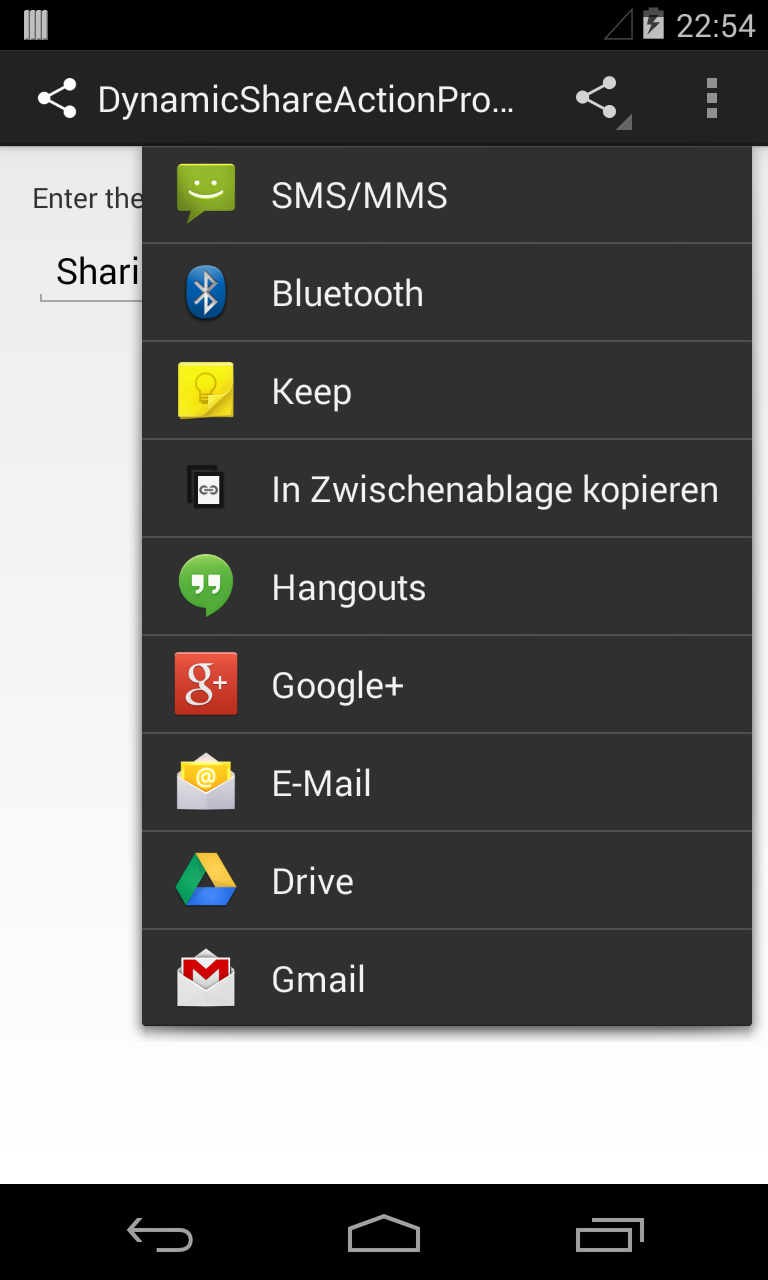 22:54
DynamicShareActionPro...
Enter the
Shari
SMS/MMS
Bluetooth
Keep
In Zwischenablage kopieren
Hangouts
Google+
E-Mail
Drive
Gmail